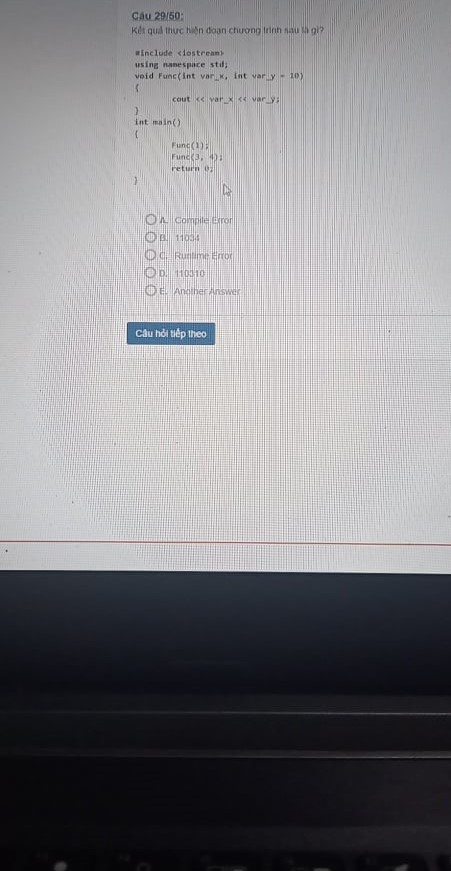 Câu 29/50:
Kết quả thực hiện đoạn chương trình sau là gì?
#include <iostream>
using namespace std;
void Func(int var_x, int var_y = 10)
{
cout << var_x << var_y;
}
int main()
{
Func(1);
Func(3, 4);
return 0;
}
A. Compile Error
B. 11034
C. Runtime Error
D. 110310
E. Another Answer
Câu hỏi tiếp theo